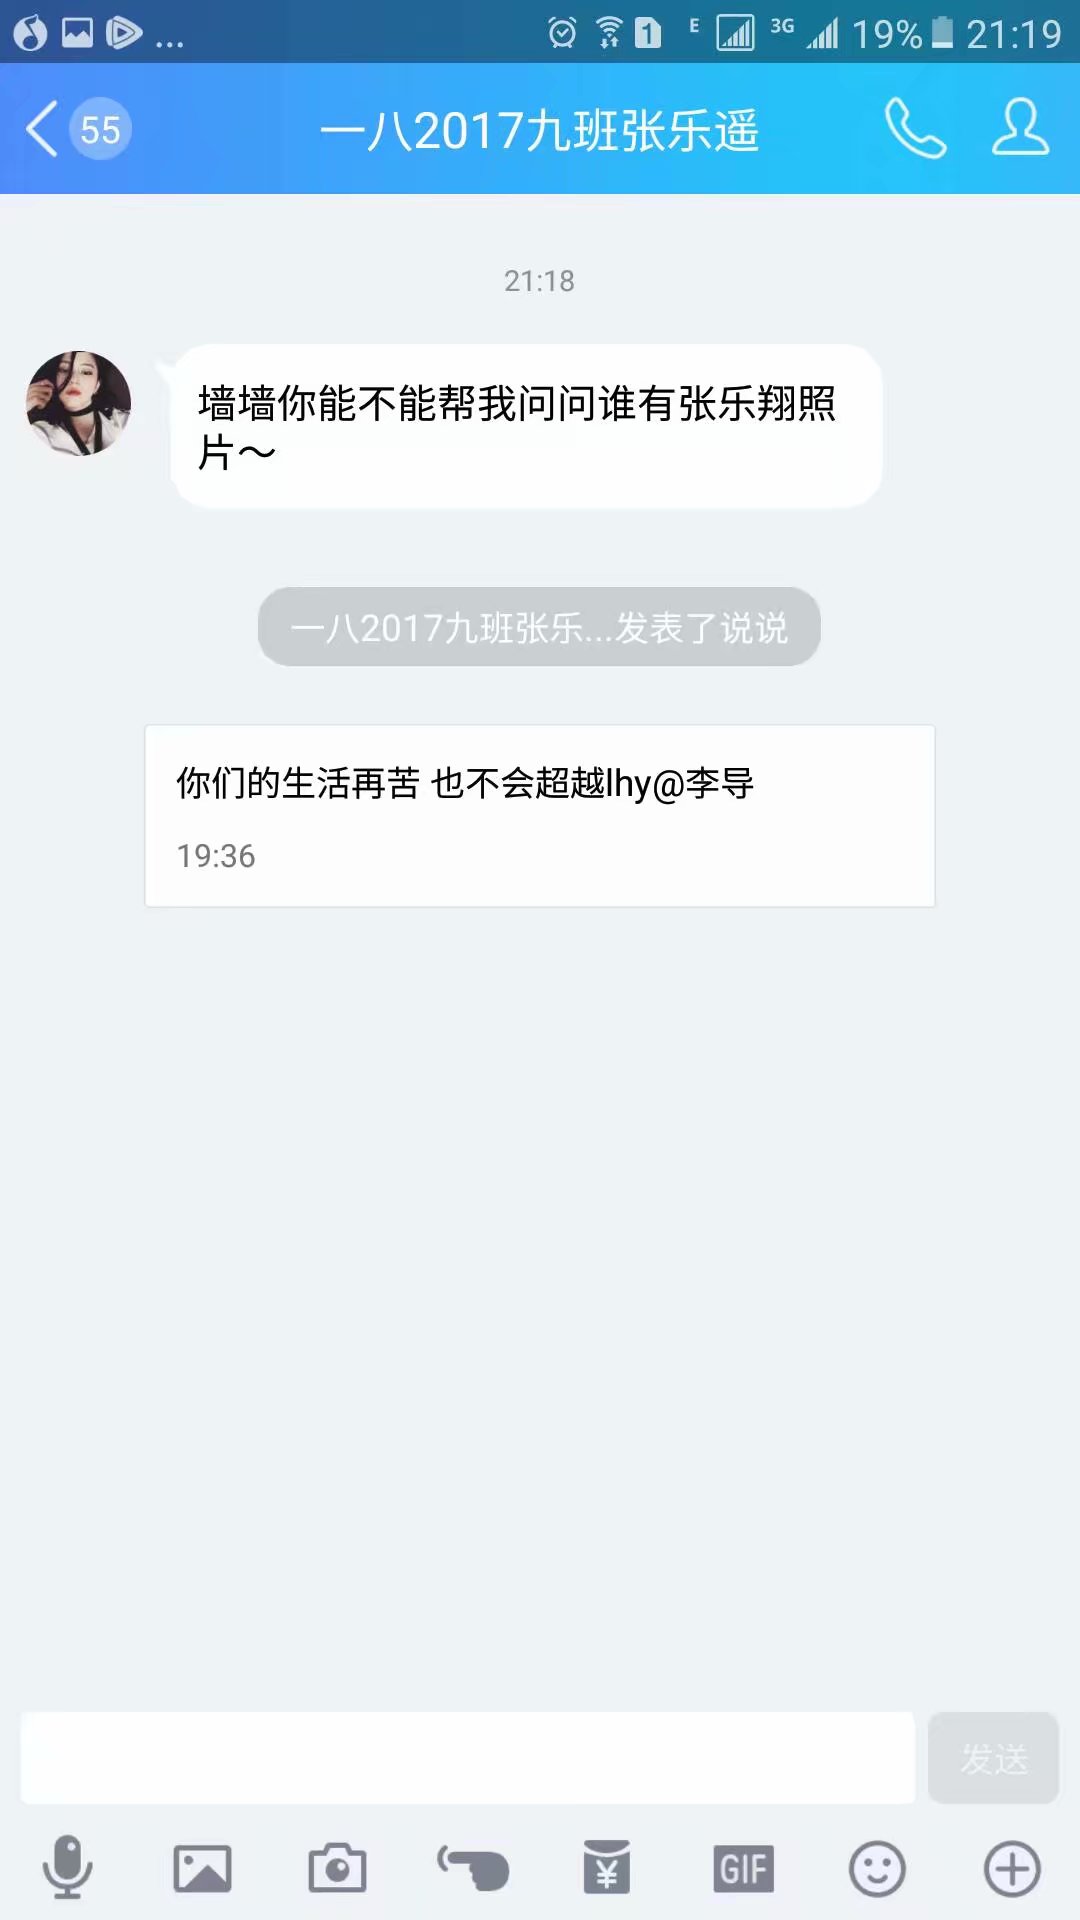 ... 1 E 3G 19% 21:19
55 一八2017九班张乐遥
21:18
墙墙你能不能帮我问问谁有张乐翔照
片～
一八2017九班张乐...发表了说说
你们的生活再苦 也不会超越lhy@李导
19:36
发送
¥ GIF